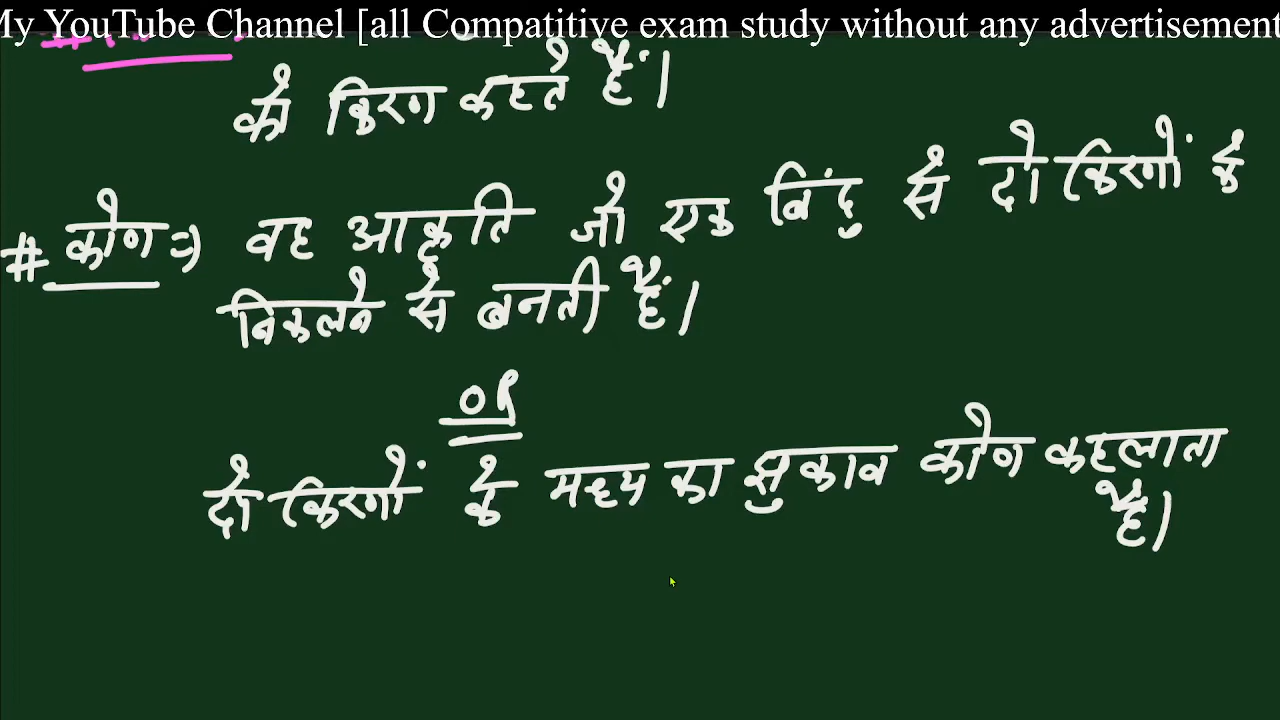 My YouTube Channel [all Compatitive exam study without any advertisement
को किरण कहते हैं।
# कोण => वह आकृति जो एक बिंदु से दो किरणों के
निकलने से बनती हैं।
or
दो किरणों के मध्य का झुकाव कोण कहलाता
है।